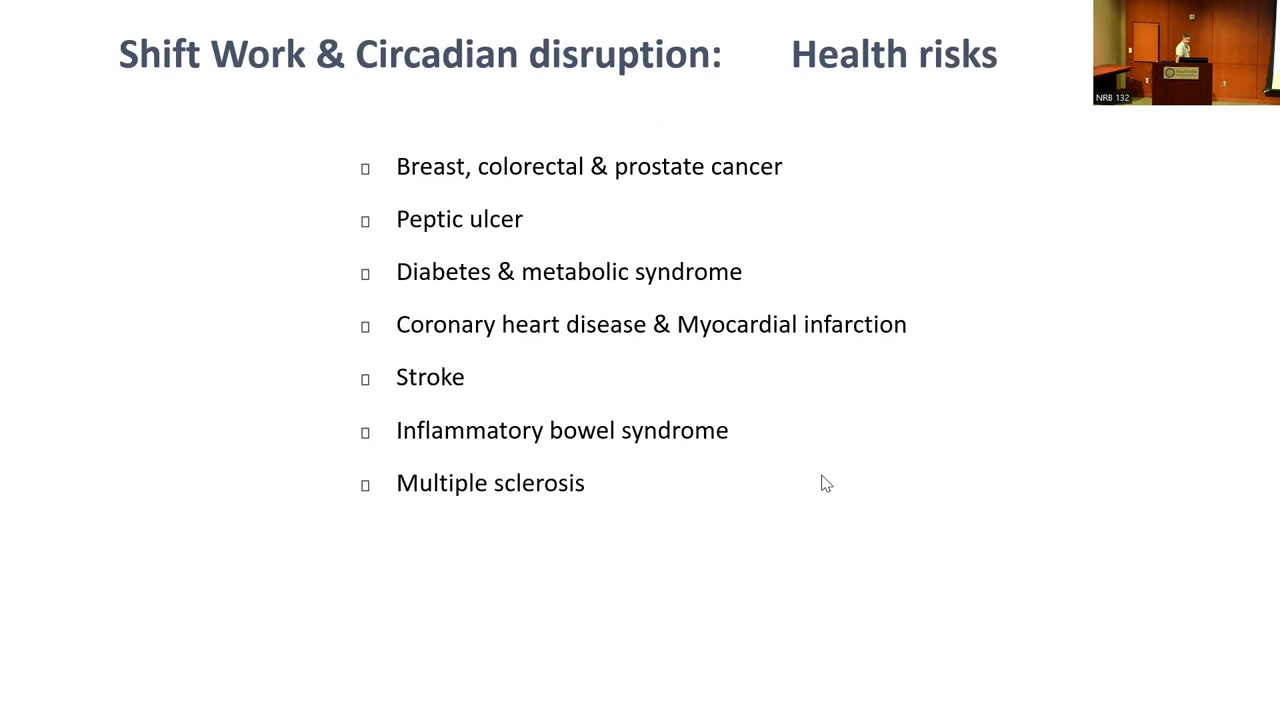 Shift Work & Circadian disruption: Health risks
Breast, colorectal & prostate cancer
Peptic ulcer
Diabetes & metabolic syndrome
Coronary heart disease & Myocardial infarction
Stroke
Inflammatory bowel syndrome
Multiple sclerosis
NRB 132